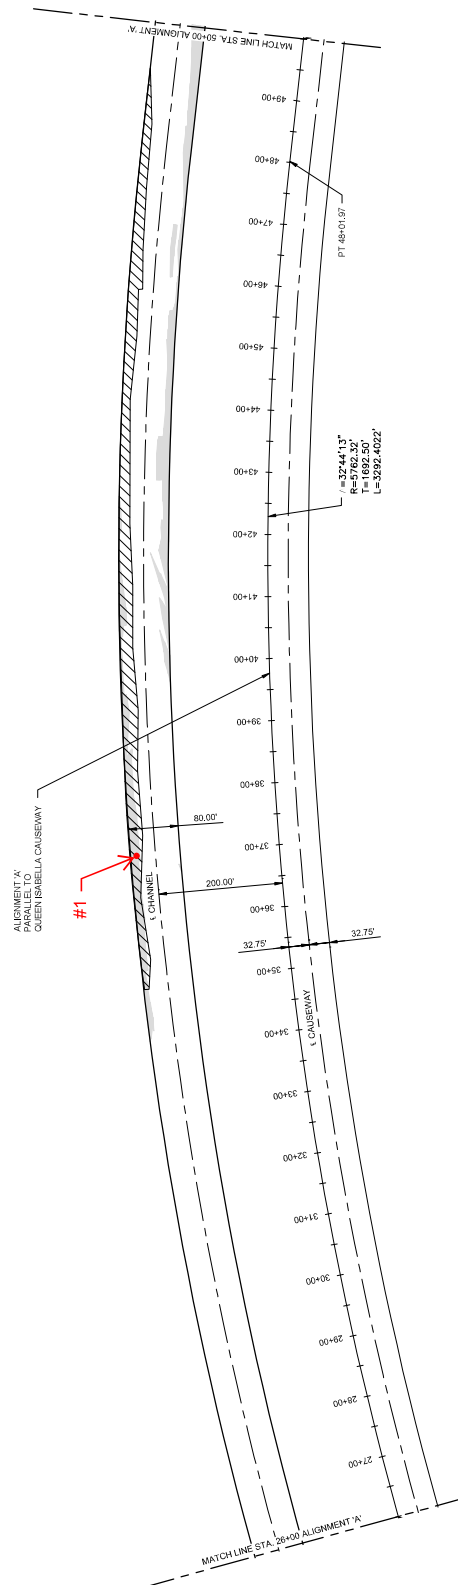 MATCH LINE STA. 50+00 ALIGNMENT 'A'
49+00
48+00
47+00
PT 48+01.97
46+00
45+00
44+00
43+00
/ =32°44'13"
R=5762.32'
T=1692.50'
L=3292.4022'
42+00
41+00
40+00
39+00
38+00
ALIGNMENT 'A'
PARALLEL TO
QUEEN ISABELLA CAUSEWAY
80.00'
37+00
#1
℄ CHANNEL
200.00'
36+00
32.75'
32.75'
35+00
℄ CAUSEWAY
34+00
33+00
32+00
31+00
30+00
29+00
28+00
27+00
MATCH LINE STA. 26+00 ALIGNMENT 'A'